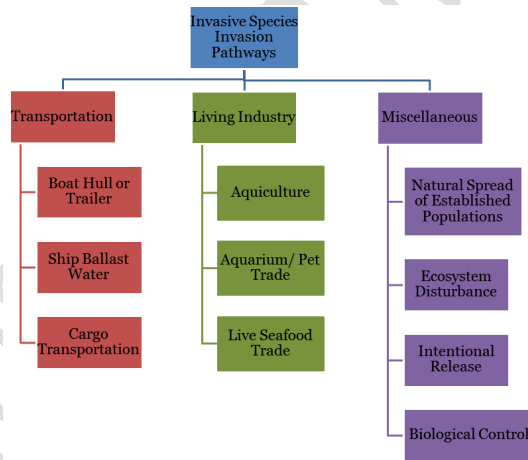 Invasive Species
Invasion
Pathways
Transportation
Boat Hull or
Trailer
Ship Ballast
Water
Cargo
Transportation
Living Industry
Aquiculture
Aquarium/ Pet
Trade
Live Seafood
Trade
Miscellaneous
Natural Spread
of Established
Populations
Ecosystem
Disturbance
Intentional
Release
Biological Control